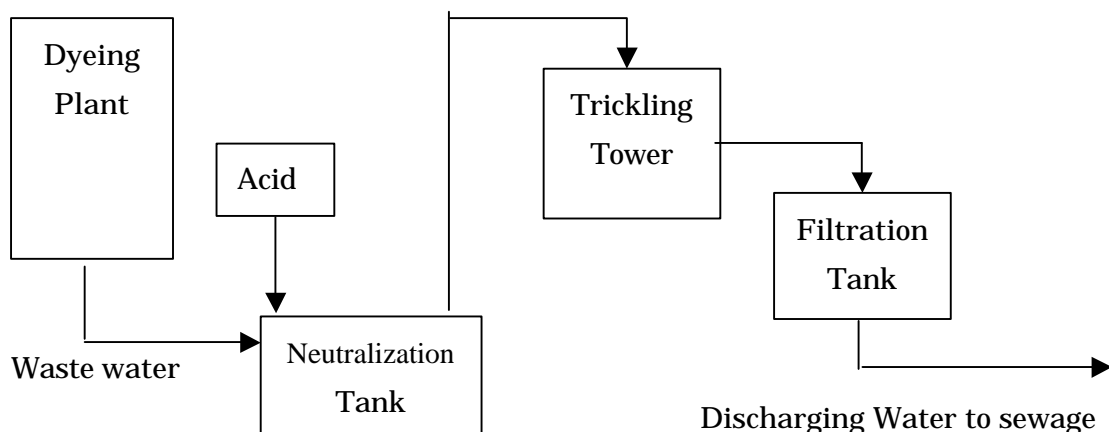 Dyeing
Plant
Acid
Waste water
Neutralization
Tank
Trickling
Tower
Filtration
Tank
Discharging Water to sewage